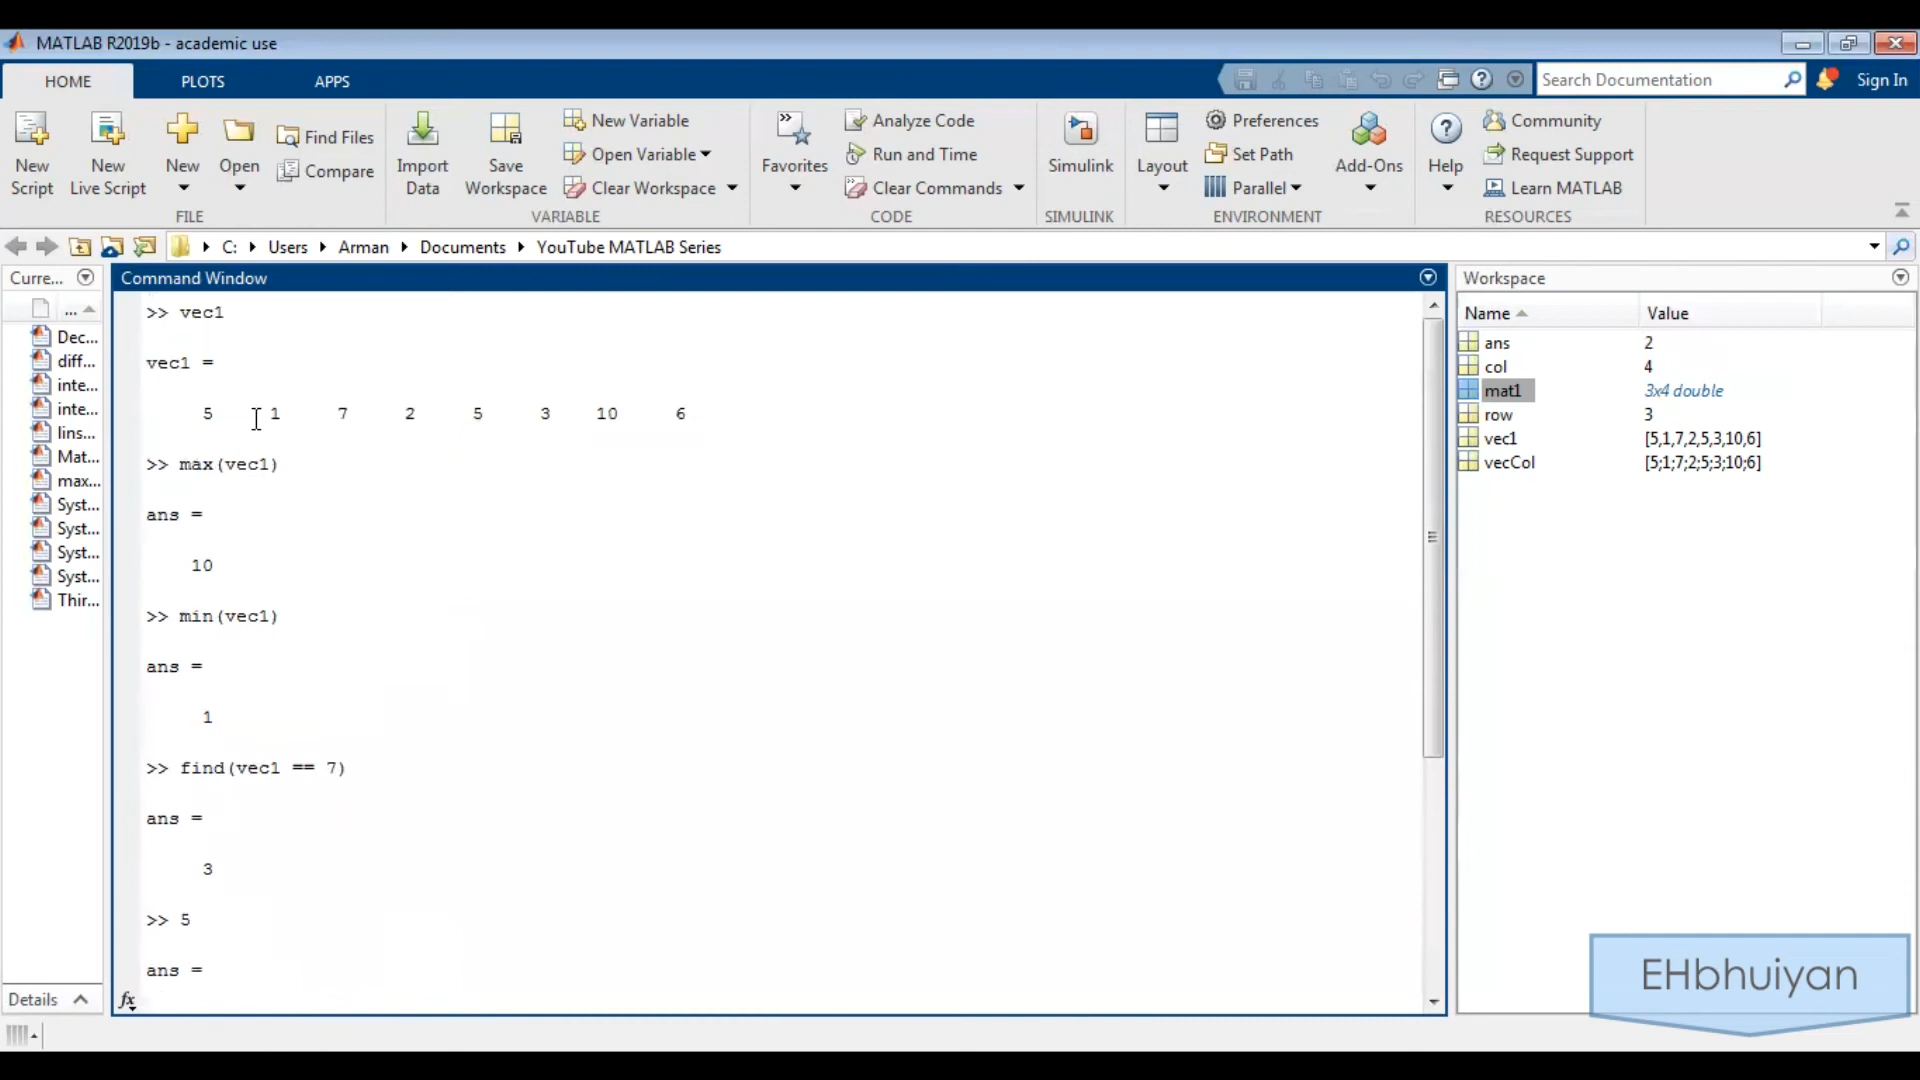 MATLAB R2019b - academic use
HOME PLOTS APPS
Search Documentation
Sign In
New Script
New Live Script
New
Open
Find Files
Compare
FILE
Import Data
Save Workspace
New Variable
Open Variable
Clear Workspace
VARIABLE
Favorites
Analyze Code
Run and Time
Clear Commands
CODE
Simulink
SIMULINK
Layout
Preferences
Set Path
Parallel
Add-Ons
ENVIRONMENT
Help
Community
Request Support
Learn MATLAB
RESOURCES
C: Users Arman Documents YouTube MATLAB Series
Curre...
...
Dec...
diff...
inte...
inte...
lins...
Mat...
max...
Syst...
Syst...
Syst...
Syst...
Thir...
Details
Command Window
>> vec1
vec1 =
5 1 7 2 5 3 10 6
>> max(vec1)
ans =
10
>> min(vec1)
ans =
1
>> find(vec1 == 7)
ans =
3
>> 5
ans =
fx
Workspace
Name Value
ans 2
col 4
mat1 3x4 double
row 3
vec1 [5,1,7,2,5,3,10,6]
vecCol [5;1;7;2;5;3;10;6]
EHbhuiyan